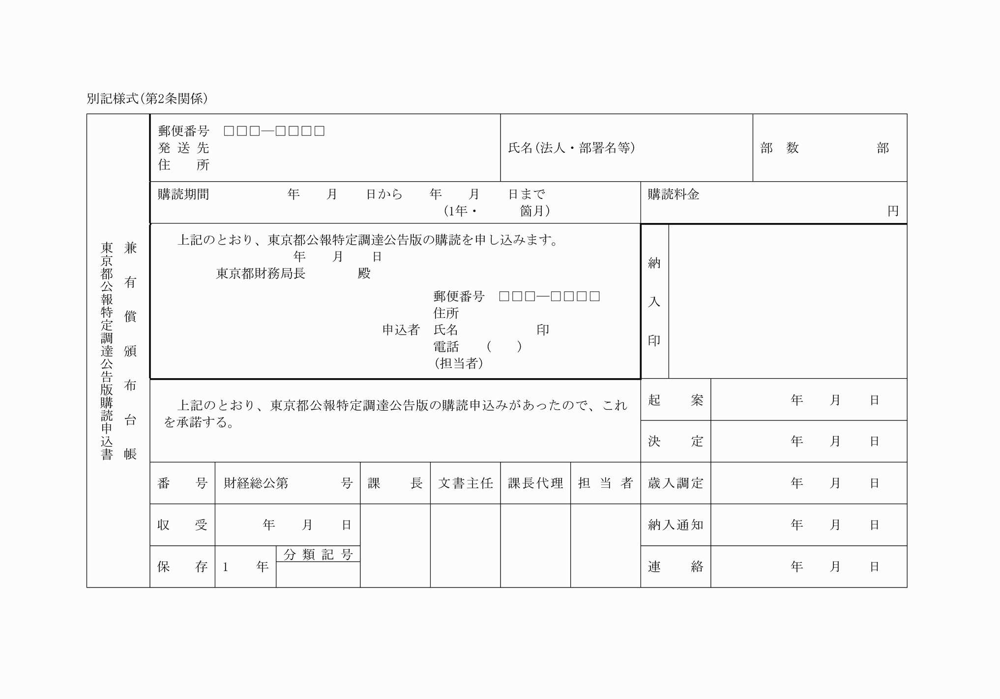 別記様式(第2条関係)
東京都公報特定調達公告版購読申込書
兼有償頒布台帳
郵便番号　□□□―□□□□
発送先
住　　所
氏名(法人・部署名等)
部　数　　　　　　部
購読期間　　　　　　年　　月　　日から　　年　　月　　日まで
(1年・　　　箇月)
購読料金
円
上記のとおり、東京都公報特定調達公告版の購読を申し込みます。
年　　月　　日
東京都財務局長　　　　殿
郵便番号　□□□―□□□□
住所
申込者　氏名　　　　　　印
電話　　(　　)
(担当者)
納入印
上記のとおり、東京都公報特定調達公告版の購読申込みがあったので、これ
を承諾する。
起　　案　　　　年　　月　　日
決　　定　　　　年　　月　　日
番　　号　財経総公第　　　　号　課　　長　文書主任　課長代理　担当者　歳入調定　　　　年　　月　　日
収　　受　　　　年　　月　　日　納入通知　　　　年　　月　　日
保　　存　1　　年　分類記号　連　　絡　　　　年　　月　　日